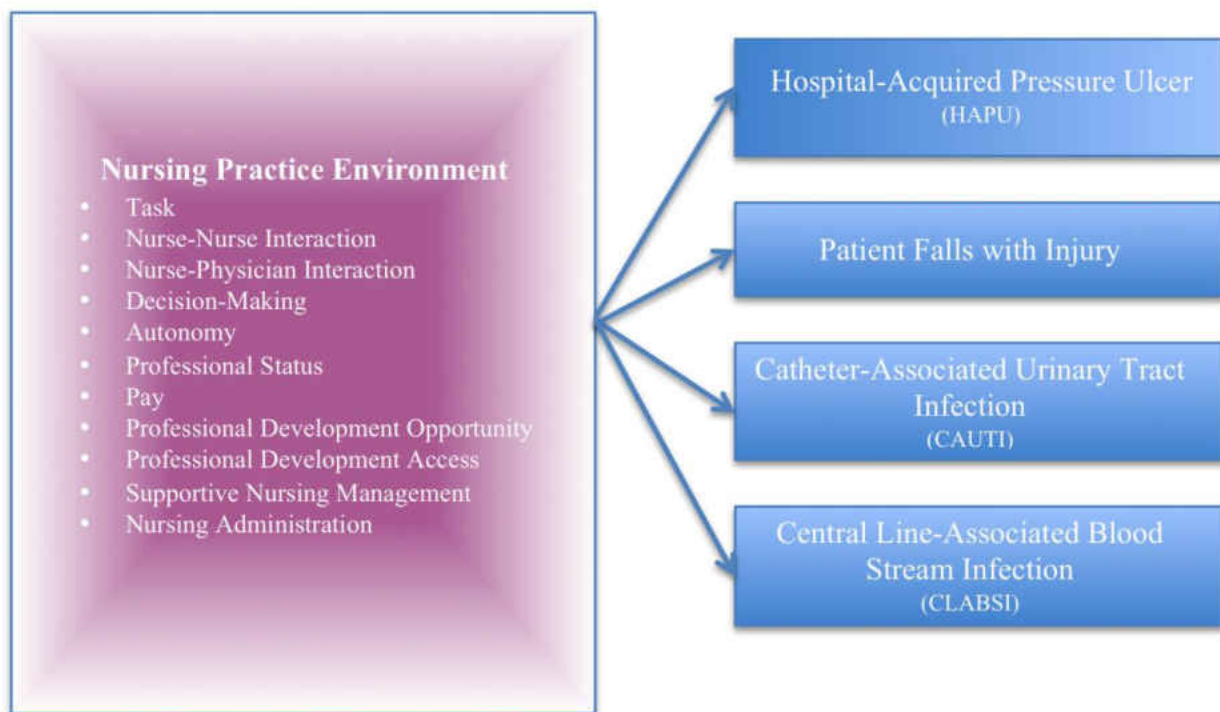 Nursing Practice Environment
• Task
• Nurse-Nurse Interaction
• Nurse-Physician Interaction
• Decision-Making
• Autonomy
• Professional Status
• Pay
• Professional Development Opportunity
• Professional Development Access
• Supportive Nursing Management
• Nursing Administration
Hospital-Acquired Pressure Ulcer
(HAPU)
Patient Falls with Injury
Catheter-Associated Urinary Tract
Infection
(CAUTI)
Central Line-Associated Blood
Stream Infection
(CLABSI)